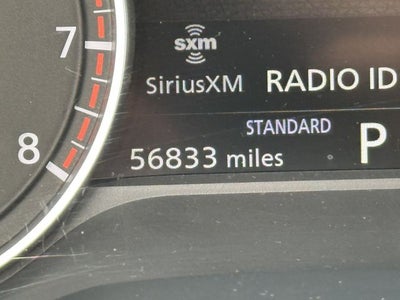 7
sxm
SiriusXM RADIO ID
STANDARD
8
56833 miles P